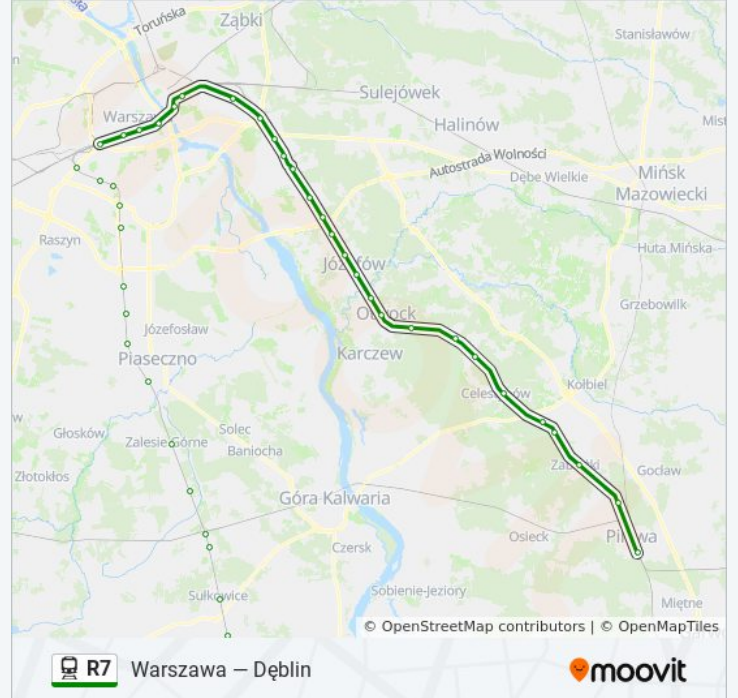 Toruńska
Ząbki
Stanisławów
Sulejówek
Mist
Halinów
Autostrada Wolności
Mińsk
Mazowiecki
Dębe Wielkie
Raszyn
Huta Mińska
Józefów
Grzebowilk
Otwock
Józefosław
Karczew
Piaseczno
Kołbiel
Głosków
Solec
Zalesie Górne
Baniocha
Złotokłos
Gocław
Góra Kalwaria
Osieck
Pilawa
Czersk
Sobienie-Jeziory
Sułkowice
Miętne
© OpenStreetMap contributors | © OpenMapTiles
R7 Warszawa – Dęblin
moovit